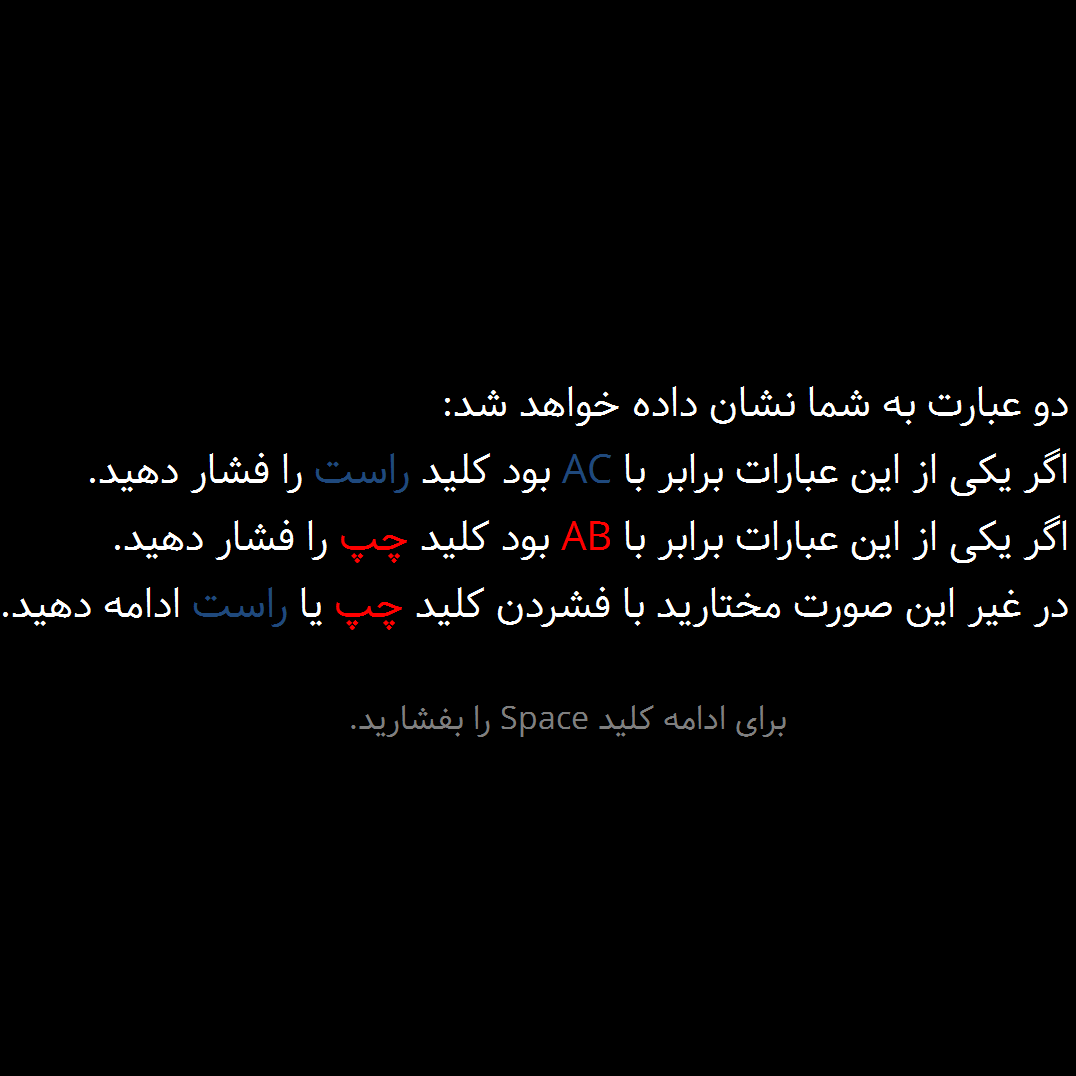 دو عبارت به شما نشان داده خواهد شد:
اگر یکی از این عبارات برابر با AC بود کلید راست را فشار دهید.
اگر یکی از این عبارات برابر با AB بود کلید چپ را فشار دهید.
در غیر این صورت مختارید با فشردن کلید چپ یا راست ادامه دهید.
برای ادامه کلید Space را بفشارید.